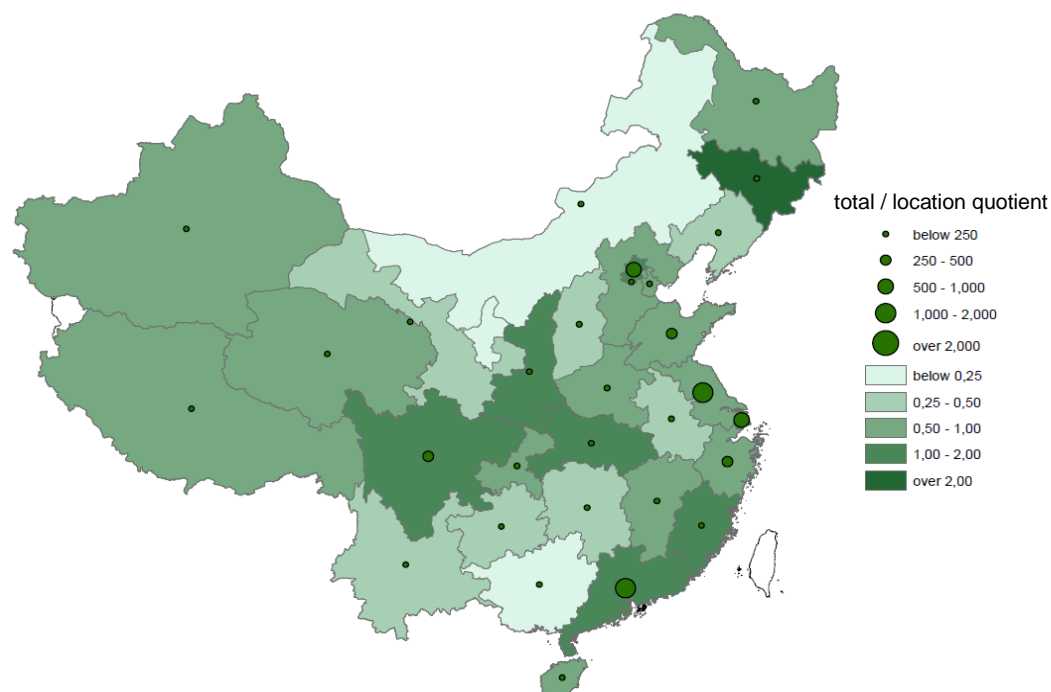 total / location quotient
below 250
250 - 500
500 - 1,000
1,000 - 2,000
over 2,000
below 0,25
0,25 - 0,50
0,50 - 1,00
1,00 - 2,00
over 2,00